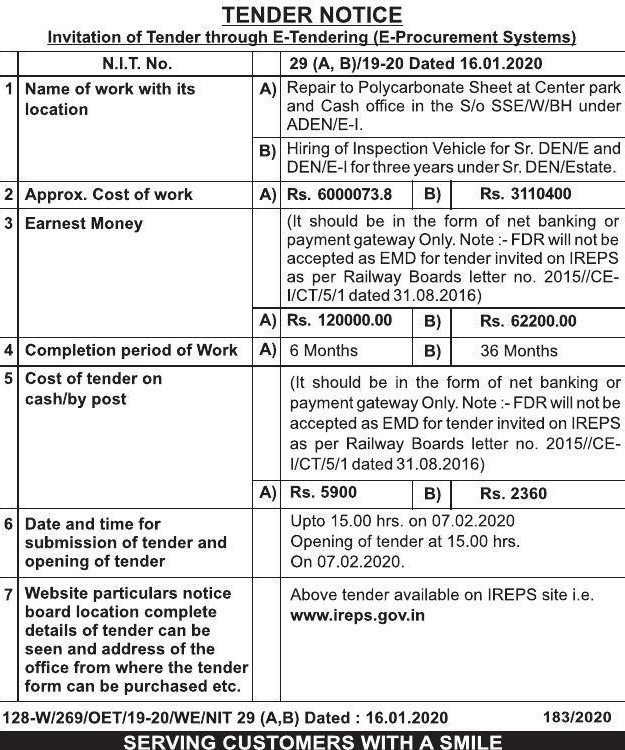 TENDER NOTICE
Invitation of Tender through E-Tendering (E-Procurement Systems)
N.I.T. No. 29 (A, B)/19-20 Dated 16.01.2020
1 Name of work with its
location
A) Repair to Polycarbonate Sheet at Center park
and Cash office in the S/o SSE/W/BH under
ADEN/E-I.
B) Hiring of Inspection Vehicle for Sr. DEN/E and
DEN/E-I for three years under Sr. DEN/Estate.
2 Approx. Cost of work A) Rs. 6000073.8 B) Rs. 3110400
3 Earnest Money
(It should be in the form of net banking or
payment gateway Only. Note :- FDR will not be
accepted as EMD for tender invited on IREPS
as per Railway Boards letter no. 2015//CE-
I/CT/5/1 dated 31.08.2016)
A) Rs. 120000.00 B) Rs. 62200.00
4 Completion period of Work A) 6 Months B) 36 Months
5 Cost of tender on
cash/by post
(It should be in the form of net banking or
payment gateway Only. Note :- FDR will not be
accepted as EMD for tender invited on IREPS
as per Railway Boards letter no. 2015//CE-
I/CT/5/1 dated 31.08.2016)
A) Rs. 5900 B) Rs. 2360
6 Date and time for
submission of tender and
opening of tender
Upto 15.00 hrs. on 07.02.2020
Opening of tender at 15.00 hrs.
On 07.02.2020.
7 Website particulars notice
board location complete
details of tender can be
seen and address of the
office from where the tender
form can be purchased etc.
Above tender available on IREPS site i.e.
www.ireps.gov.in
128-W/269/OET/19-20/WE/NIT 29 (A,B) Dated : 16.01.2020 183/2020
SERVING CUSTOMERS WITH A SMILE